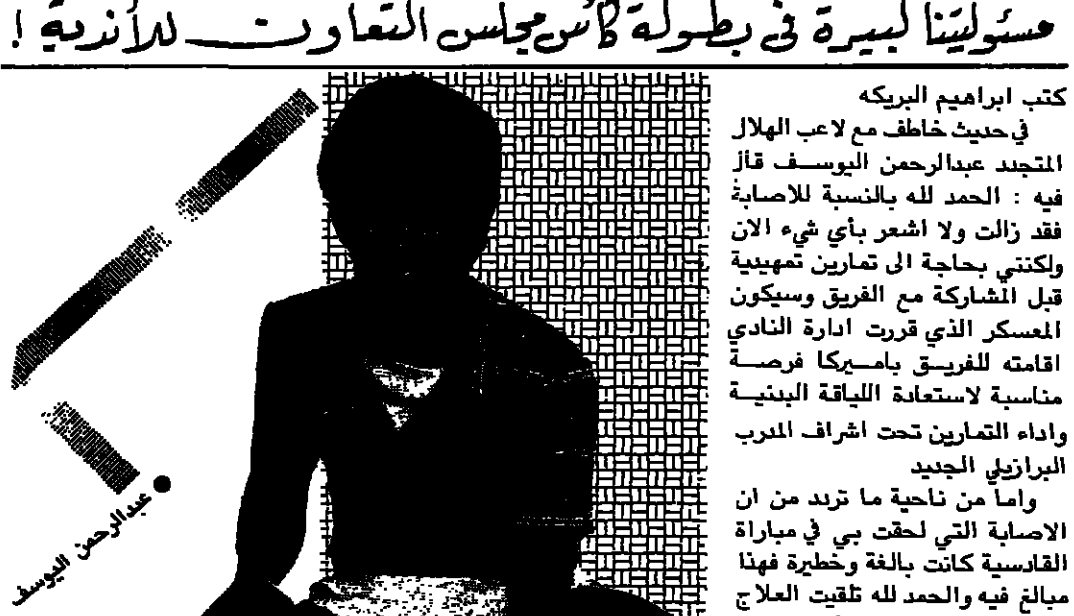 مسئوليتنا كبيرة في بطولة كأس مجلس التعاون للأندية !
كتب ابراهيم البريكه
في حديث خاطف مع لاعب الهلال
المتجدد عبدالرحمن اليوسف قال
فيه : الحمد لله بالنسبة للاصابة
فقد زالت ولا اشعر بأي شيء الان
ولكنني بحاجة الى تمارين تمهيدية
قبل المشاركة مع الفريق وسيكون
المعسكر الذي قررت ادارة النادي
اقامته للفريق باميركا فرصة
مناسبة لاستعادة اللياقة البدنية
واداء التمارين تحت اشراف المدرب
البرازيلي الجديد
واما من ناحية ما تردد من ان
الاصابة التي لحقت بي في مباراة
القادسية كانت بالغة وخطيرة فهذا
مبالغ فيه والحمد لله تلقيت العلاج
عبدالرحمن اليوسف